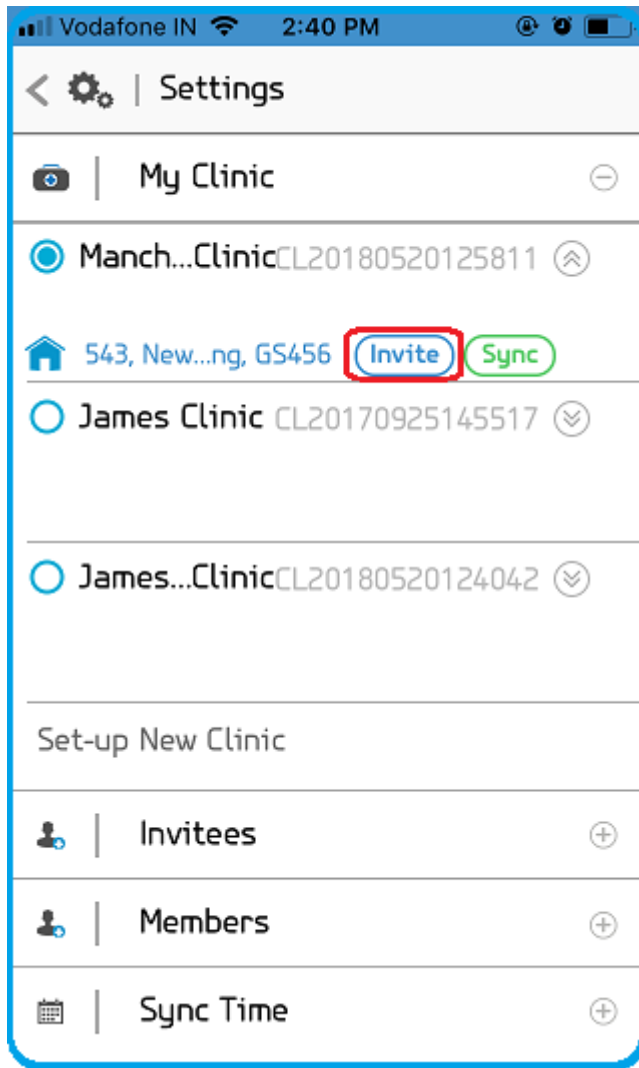 Vodafone IN 2:40 PM
Settings
My Clinic
Manch...Clinic CL20180520125811
543, New...ng, GS456 Invite Sync
James Clinic CL20170925145517
James...Clinic CL20180520124042
Set-up New Clinic
Invitees
Members
Sync Time